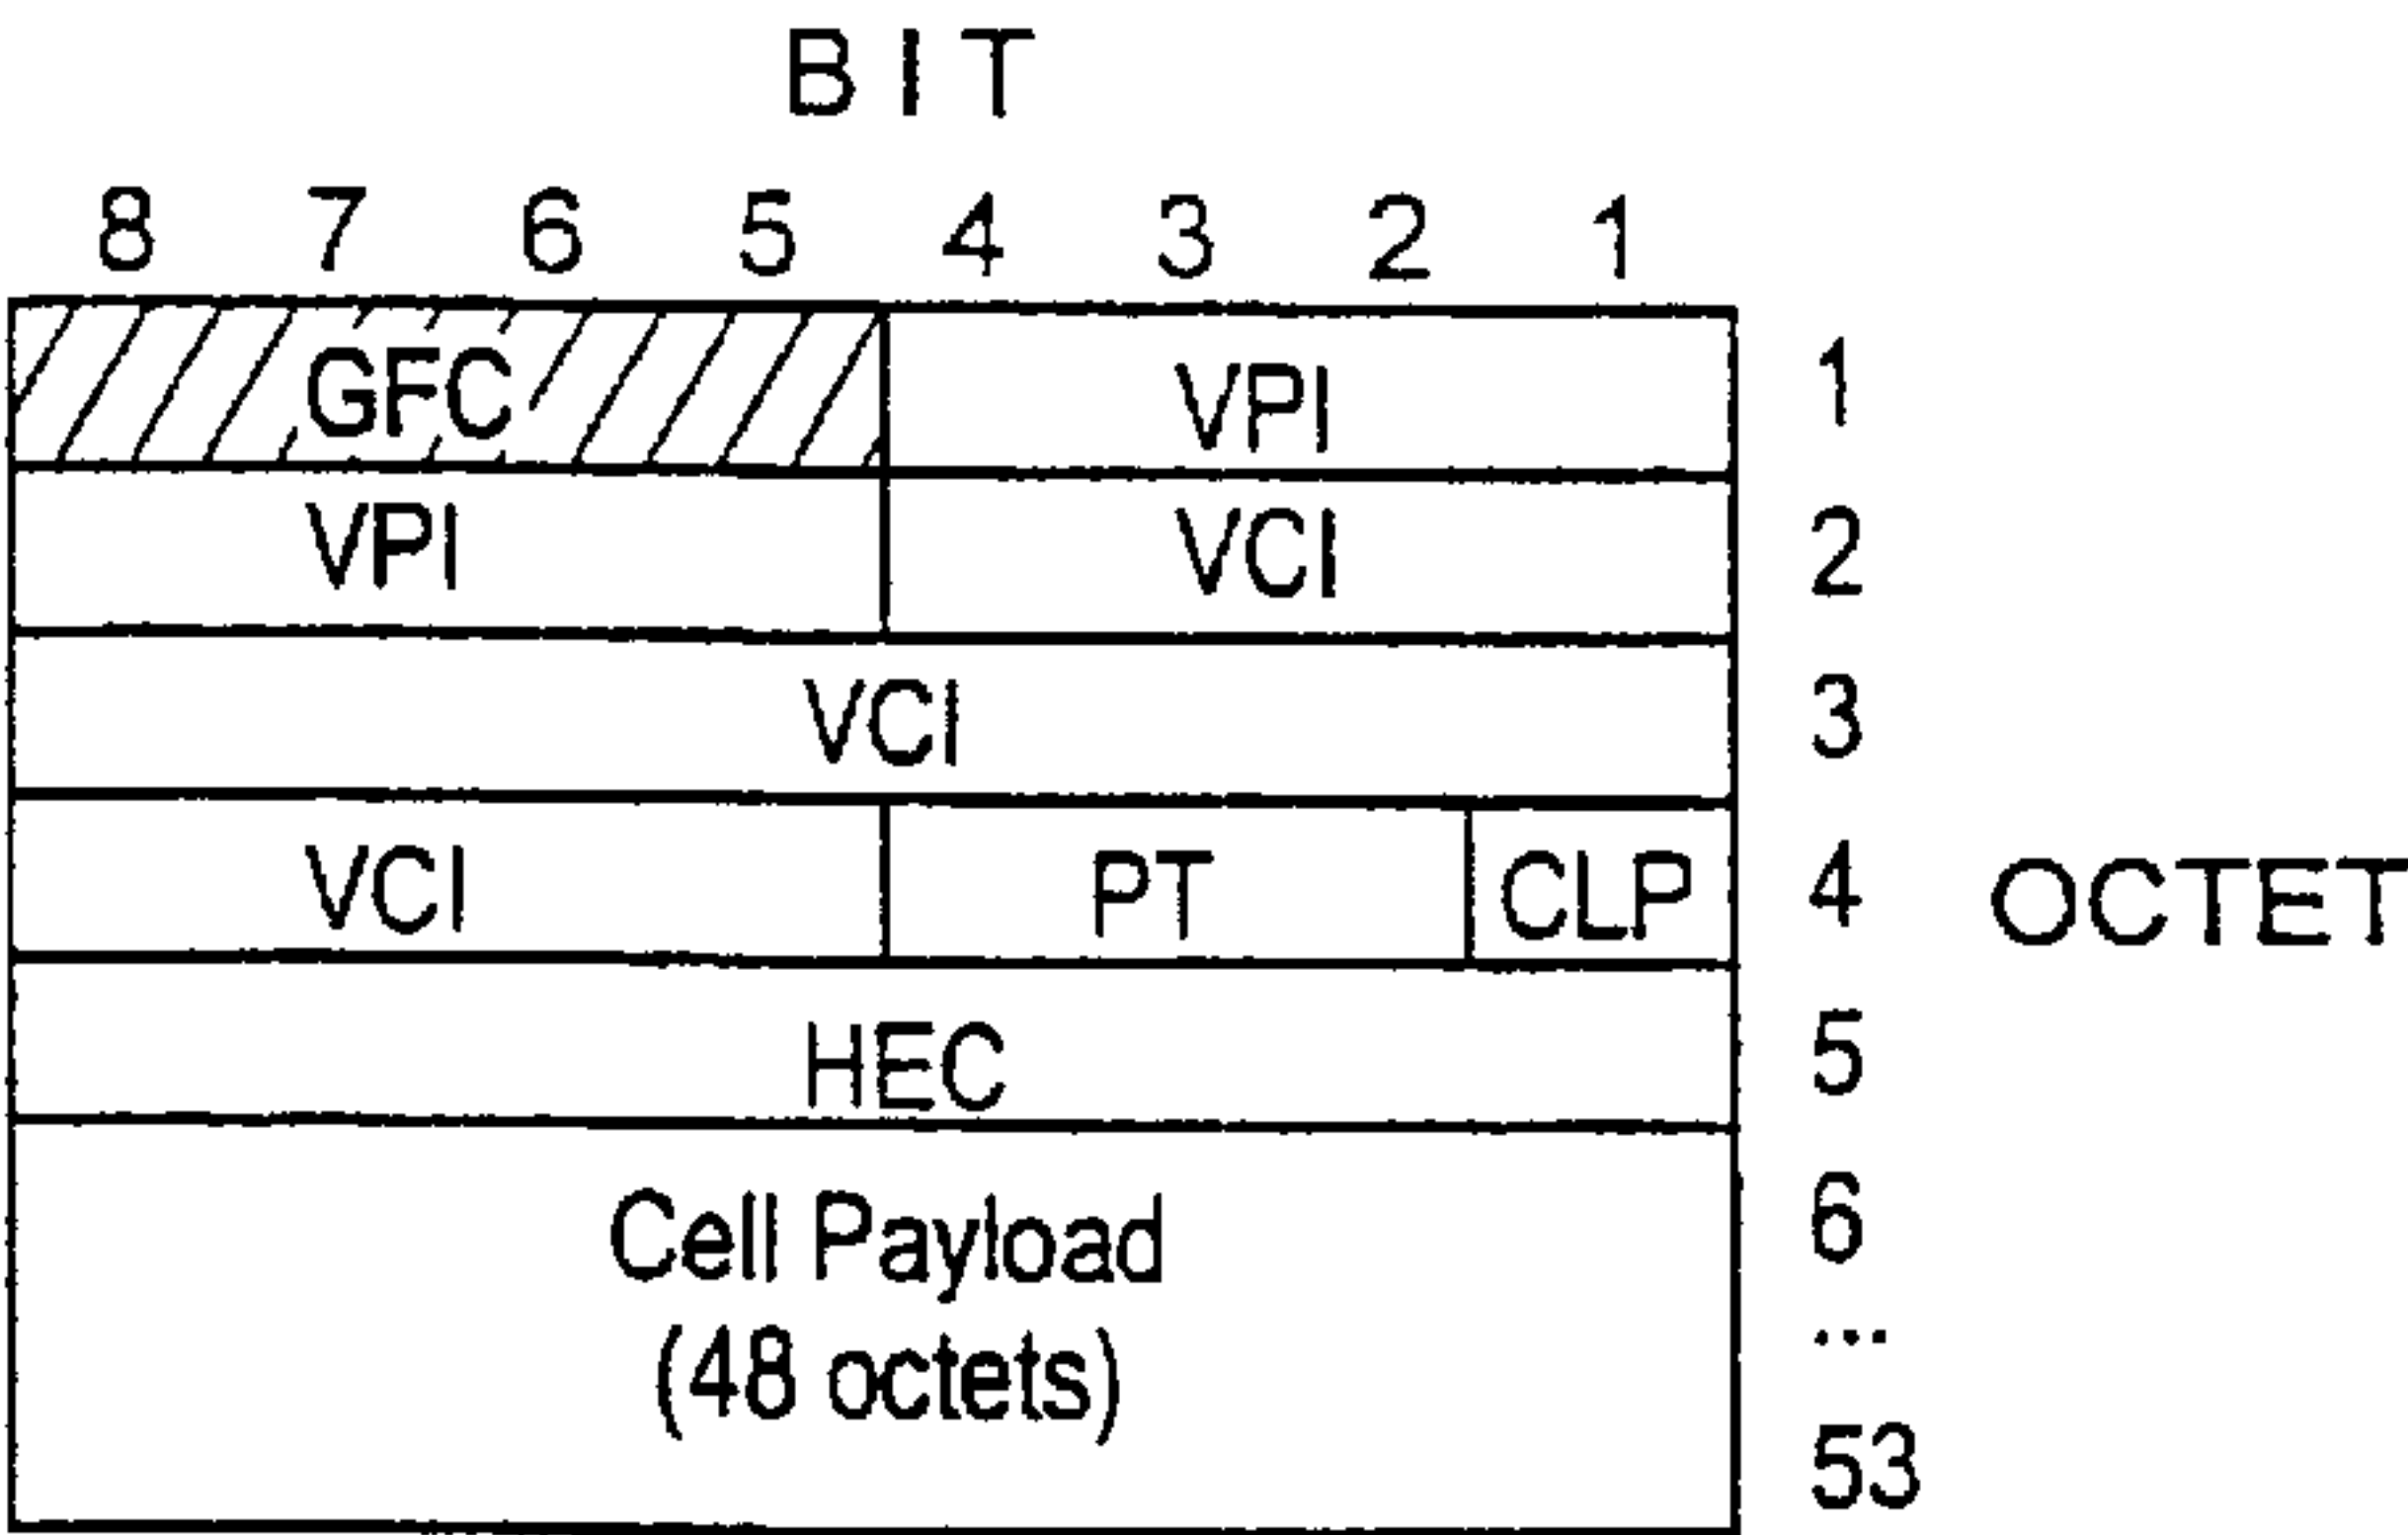 BIT
8 7 6 5 4 3 2 1
GFC VPI 1
VPI VCI 2
VCI 3
VCI PT CLP 4 OCTET
HEC 5
Cell Payload 6
(48 octets) ...
53